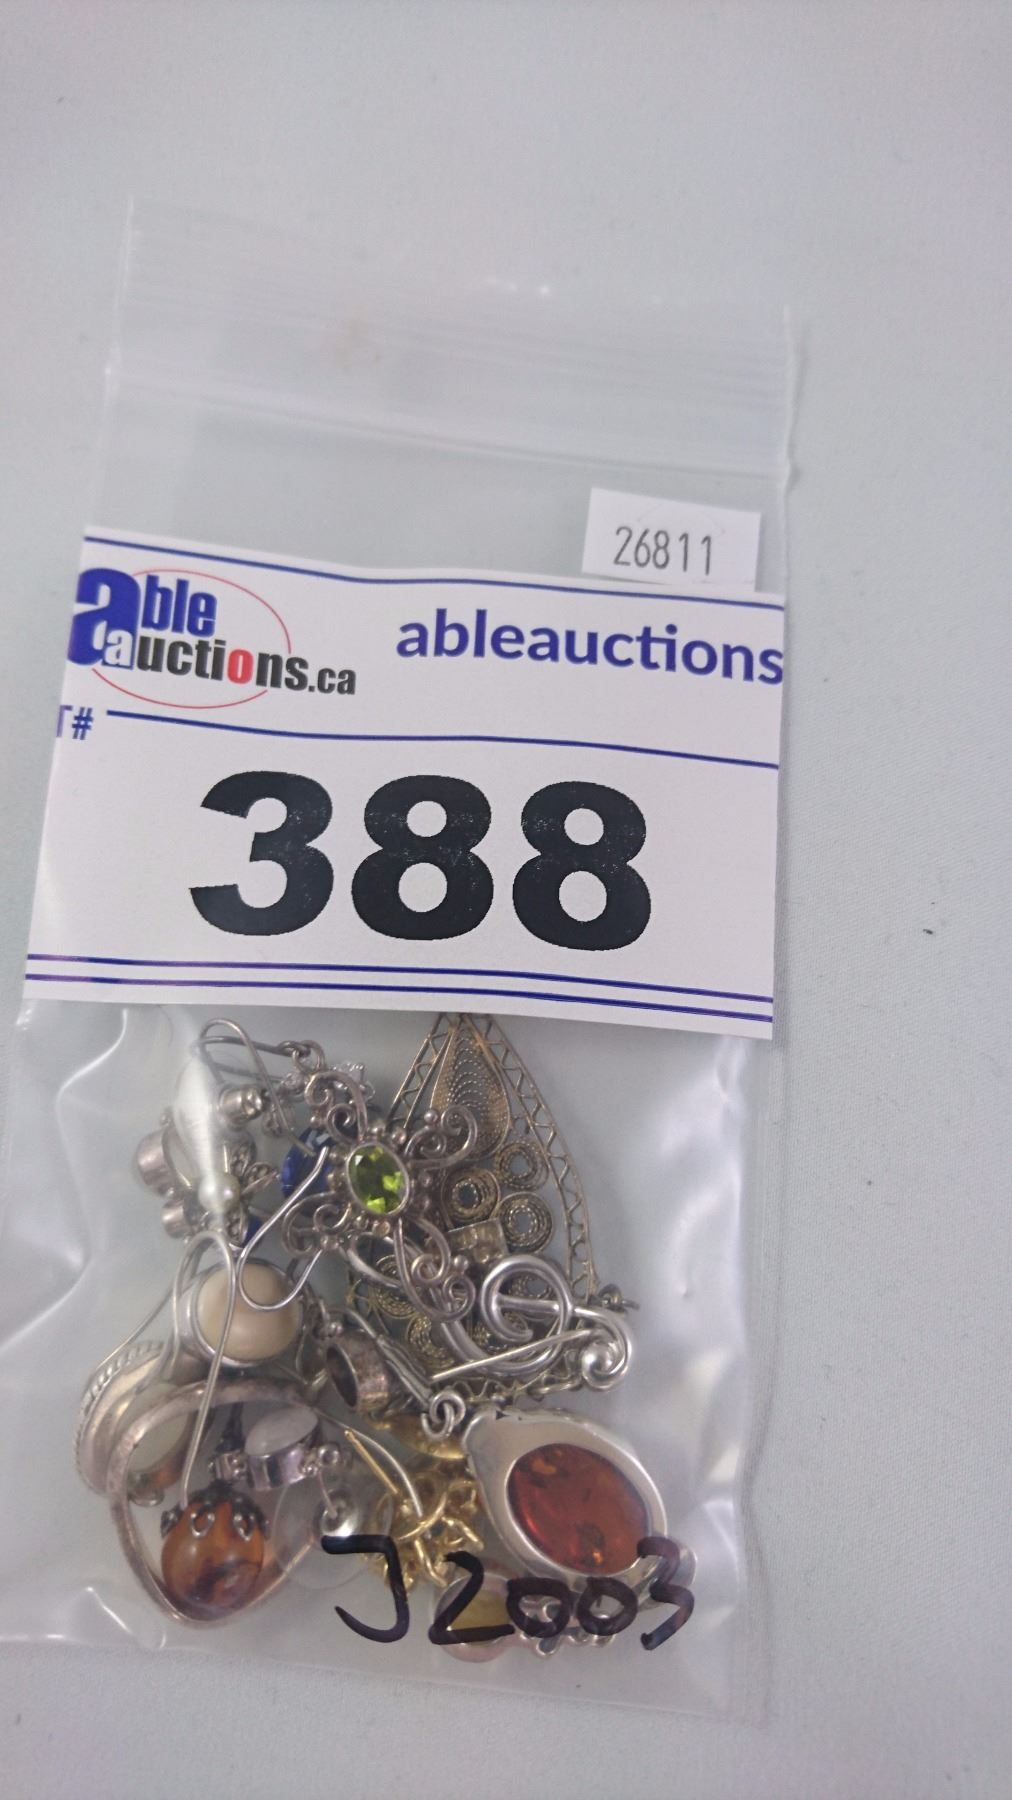 26811
able
auctions.ca
ableauctions
T#
388
J2003